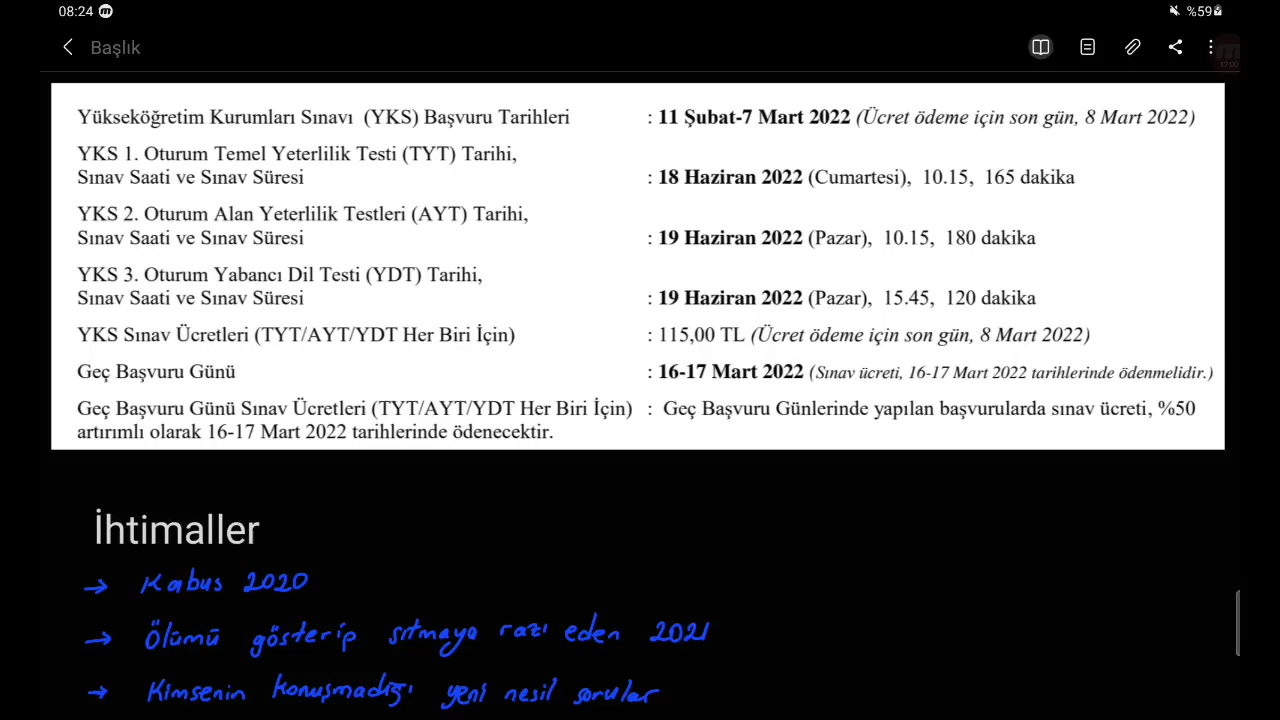 08:24
%59
Başlık
Yükseköğretim Kurumları Sınavı (YKS) Başvuru Tarihleri : 11 Şubat-7 Mart 2022 (Ücret ödeme için son gün, 8 Mart 2022)
YKS 1. Oturum Temel Yeterlilik Testi (TYT) Tarihi,
Sınav Saati ve Sınav Süresi : 18 Haziran 2022 (Cumartesi), 10.15, 165 dakika
YKS 2. Oturum Alan Yeterlilik Testleri (AYT) Tarihi,
Sınav Saati ve Sınav Süresi : 19 Haziran 2022 (Pazar), 10.15, 180 dakika
YKS 3. Oturum Yabancı Dil Testi (YDT) Tarihi,
Sınav Saati ve Sınav Süresi : 19 Haziran 2022 (Pazar), 15.45, 120 dakika
YKS Sınav Ücretleri (TYT/AYT/YDT Her Biri İçin) : 115,00 TL (Ücret ödeme için son gün, 8 Mart 2022)
Geç Başvuru Günü : 16-17 Mart 2022 (Sınav ücreti, 16-17 Mart 2022 tarihlerinde ödenmelidir.)
Geç Başvuru Günü Sınav Ücretleri (TYT/AYT/YDT Her Biri İçin) : Geç Başvuru Günlerinde yapılan başvurularda sınav ücreti, %50
artırımlı olarak 16-17 Mart 2022 tarihlerinde ödenecektir.
İhtimaller
→ Kabus 2020
→ Ölümü gösterip sıtmaya razı eden 2021
→ Kimsenin konuşmadığı yeni nesil sorular